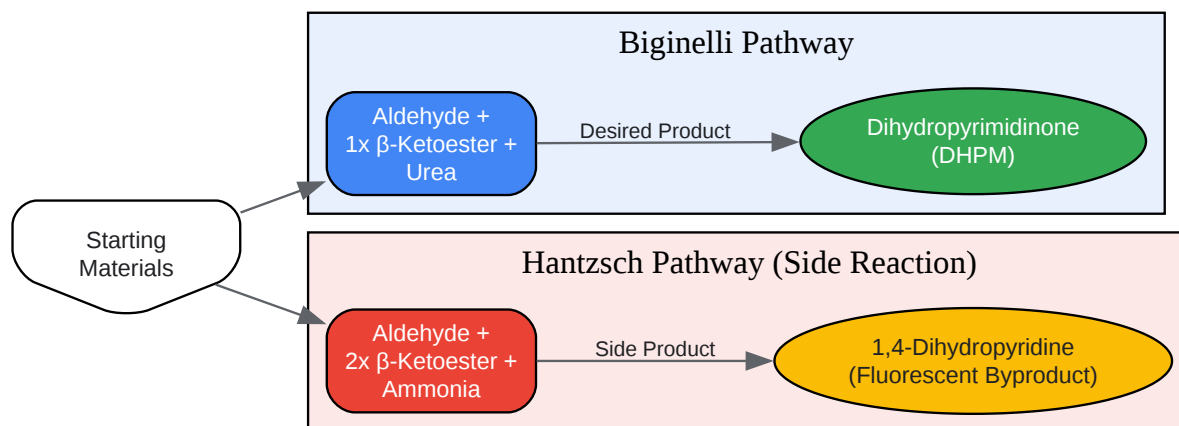 Biginelli Pathway
Aldehyde +
1x β-Ketoester +
Urea
Desired Product
Dihydropyrimidinone
(DHPM)
Starting
Materials
Hantzsch Pathway (Side Reaction)
Aldehyde +
2x β-Ketoester +
Ammonia
Side Product
1,4-Dihydropyridine
(Fluorescent Byproduct)